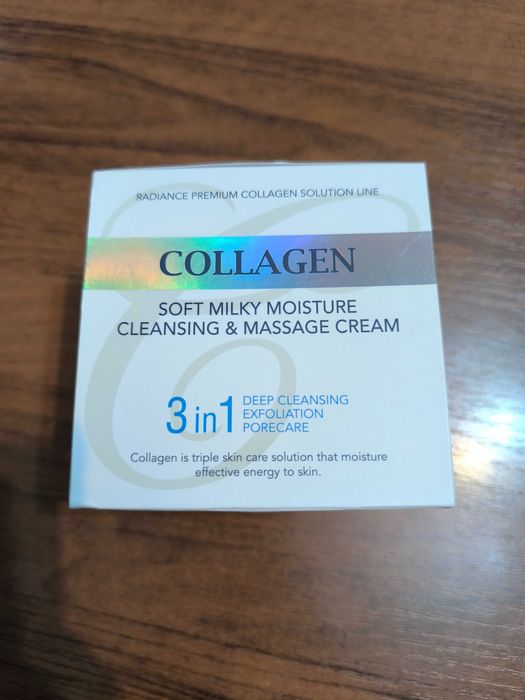 RADIANCE PREMIUM COLLAGEN SOLUTION LINE
COLLAGEN
SOFT MILKY MOISTURE
CLEANSING & MASSAGE CREAM
3 in 1
DEEP CLEANSING
EXFOLIATION
PORECARE
Collagen is triple skin care solution that moisture
effective energy to skin.